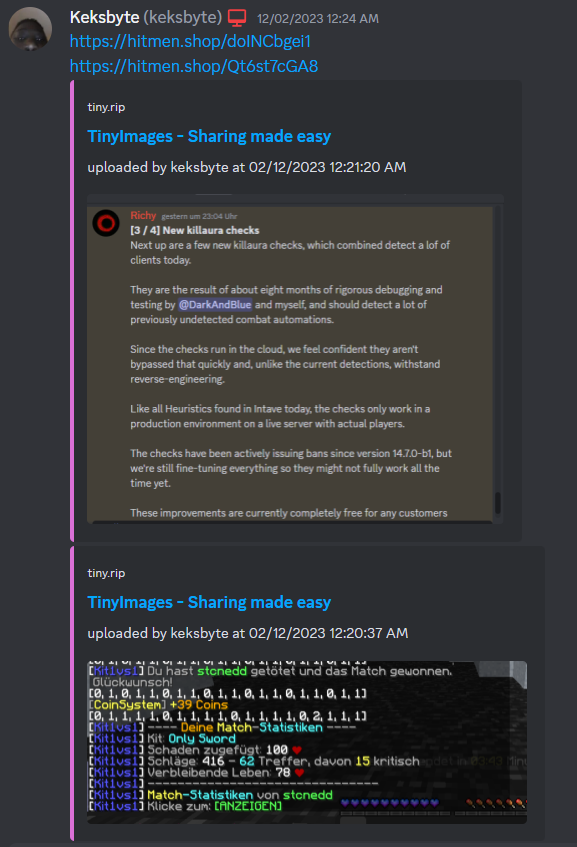 Keksbyte (keksbyte) 12/02/2023 12:24 AM
https://hitmen.shop/doINCbgei1
https://hitmen.shop/Qt6st7cGA8
tiny.rip
TinyImages - Sharing made easy
uploaded by keksbyte at 02/12/2023 12:21:20 AM
Richy gestern um 23:04 Uhr
[3 / 4] New killaura checks
Next up are a few new killaura checks, which combined detect a lof of
clients today.
They are the result of about eight months of rigorous debugging and
testing by @DarkAndBlue and myself, and should detect a lot of
previously undetected combat automations.
Since the checks run in the cloud, we feel confident they aren't
bypassed that quickly and, unlike the current detections, withstand
reverse-engineering.
Like all Heuristics found in Intave today, the checks only work in a
production environment on a live server with actual players.
The checks have been actively issuing bans since version 14.7.0-b1, but
we're still fine-tuning everything so they might not fully work all the
time yet.
These improvements are currently completely free for any customers
tiny.rip
TinyImages - Sharing made easy
uploaded by keksbyte at 02/12/2023 12:20:37 AM
[Kit1vs1] Du hast stcnedd getötet und das Match gewonnen.
Glückwunsch!
[0, 1, 0, 1, 1, 0, 1, 1, 0, 1, 1, 0, 1, 1, 0, 1, 1, 0, 1, 1]
[CoinSystem] +39 Coins
[0, 1, 1, 1, 1, 1, 1, 1, 0, 1, 1, 1, 1, 1, 1, 0, 2, 1, 1, 1]
[Kit1vs1] ---- Deine Match-Statistiken ----
[Kit1vs1] Kit: Only Sword
[Kit1vs1] Schaden zugefügt: 100 ❤
[Kit1vs1] Schläge: 416 - 62 Treffer, davon 15 kritisch
[Kit1vs1] Verbleibende Leben: 78 ❤
[Kit1vs1] --------------------------------
[Kit1vs1] Match-Statistiken von stcnedd
[Kit1vs1] Klicke zum: [ANZEIGEN]